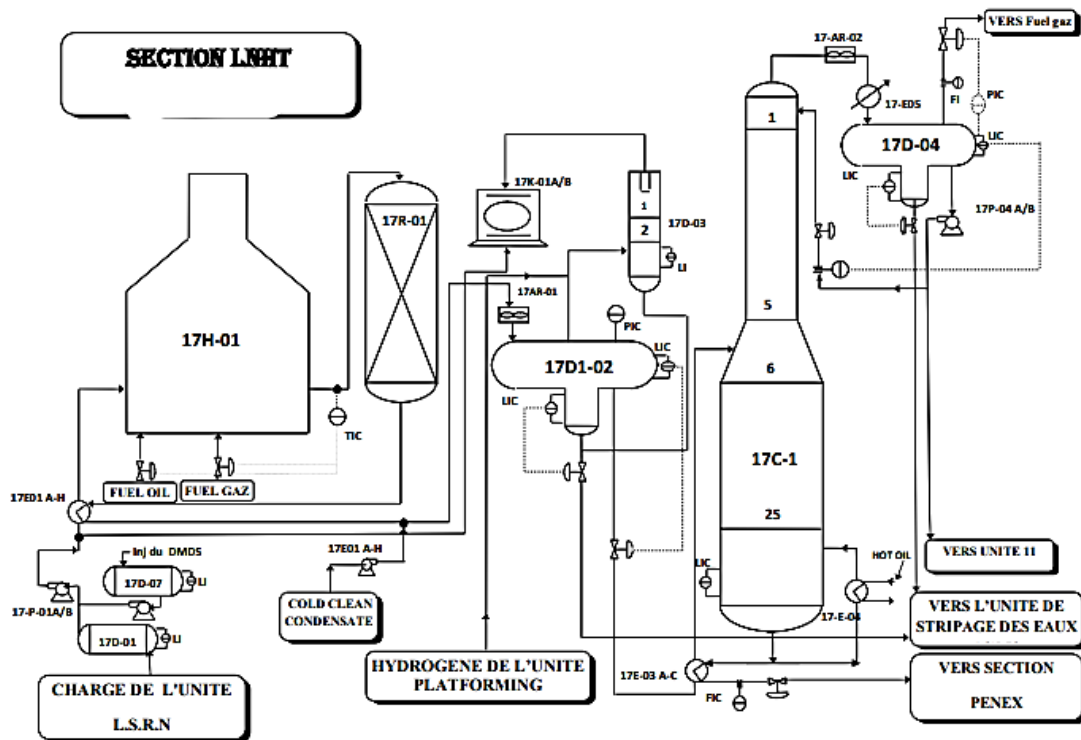 SECTION LNHT
17-AR-02
VERS Fuel gaz
FI
PIC
17-E05
1
17D-04
LIC
LIC
17P-04 A/B
17K-01A/B
17R-01
1
2
17D-03
LI
17H-01
17AR-01
PIC
17D1-02
LIC
LIC
5
6
TIC
17C-1
FUEL OIL
FUEL GAZ
17E01 A-H
25
Inj du DMDS
17D-07
LI
17E01 A-H
17-P-01A/B
17D-01
LI
COLD CLEAN
CONDENSATE
LIC
HOT OIL
17-E-04
VERS UNITE 11
VERS L'UNITE DE
STRIPAGE DES EAUX
HYDROGENE DE L'UNITE
PLATFORMING
17E-03 A-C
FIC
VERS SECTION
PENEX
CHARGE DE L'UNITE
L.S.R.N